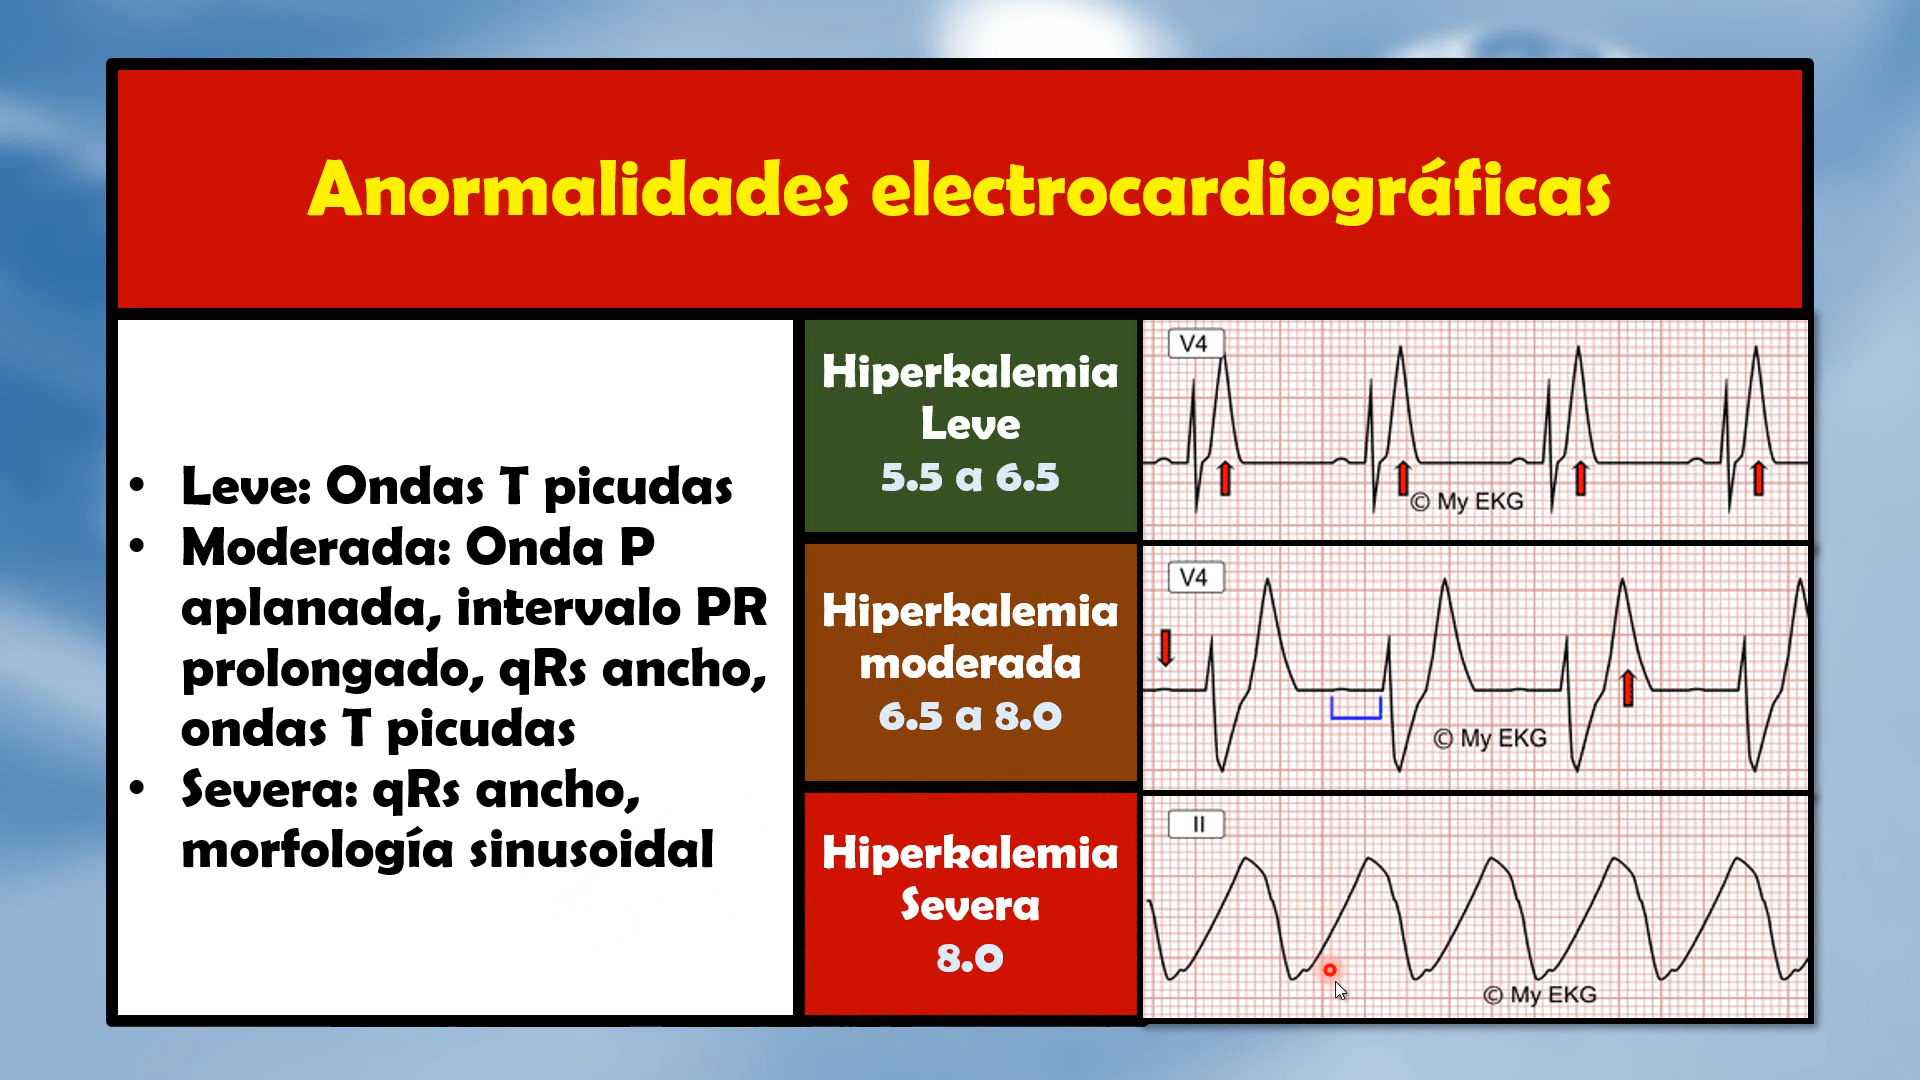 Anormalidades electrocardiográficas
• Leve: Ondas T picudas
• Moderada: Onda P
aplanada, intervalo PR
prolongado, qRs ancho,
ondas T picudas
• Severa: qRs ancho,
morfología sinusoidal
Hiperkalemia
Leve
5.5 a 6.5
V4
© My EKG
Hiperkalemia
moderada
6.5 a 8.0
V4
© My EKG
Hiperkalemia
Severa
8.0
II
© My EKG